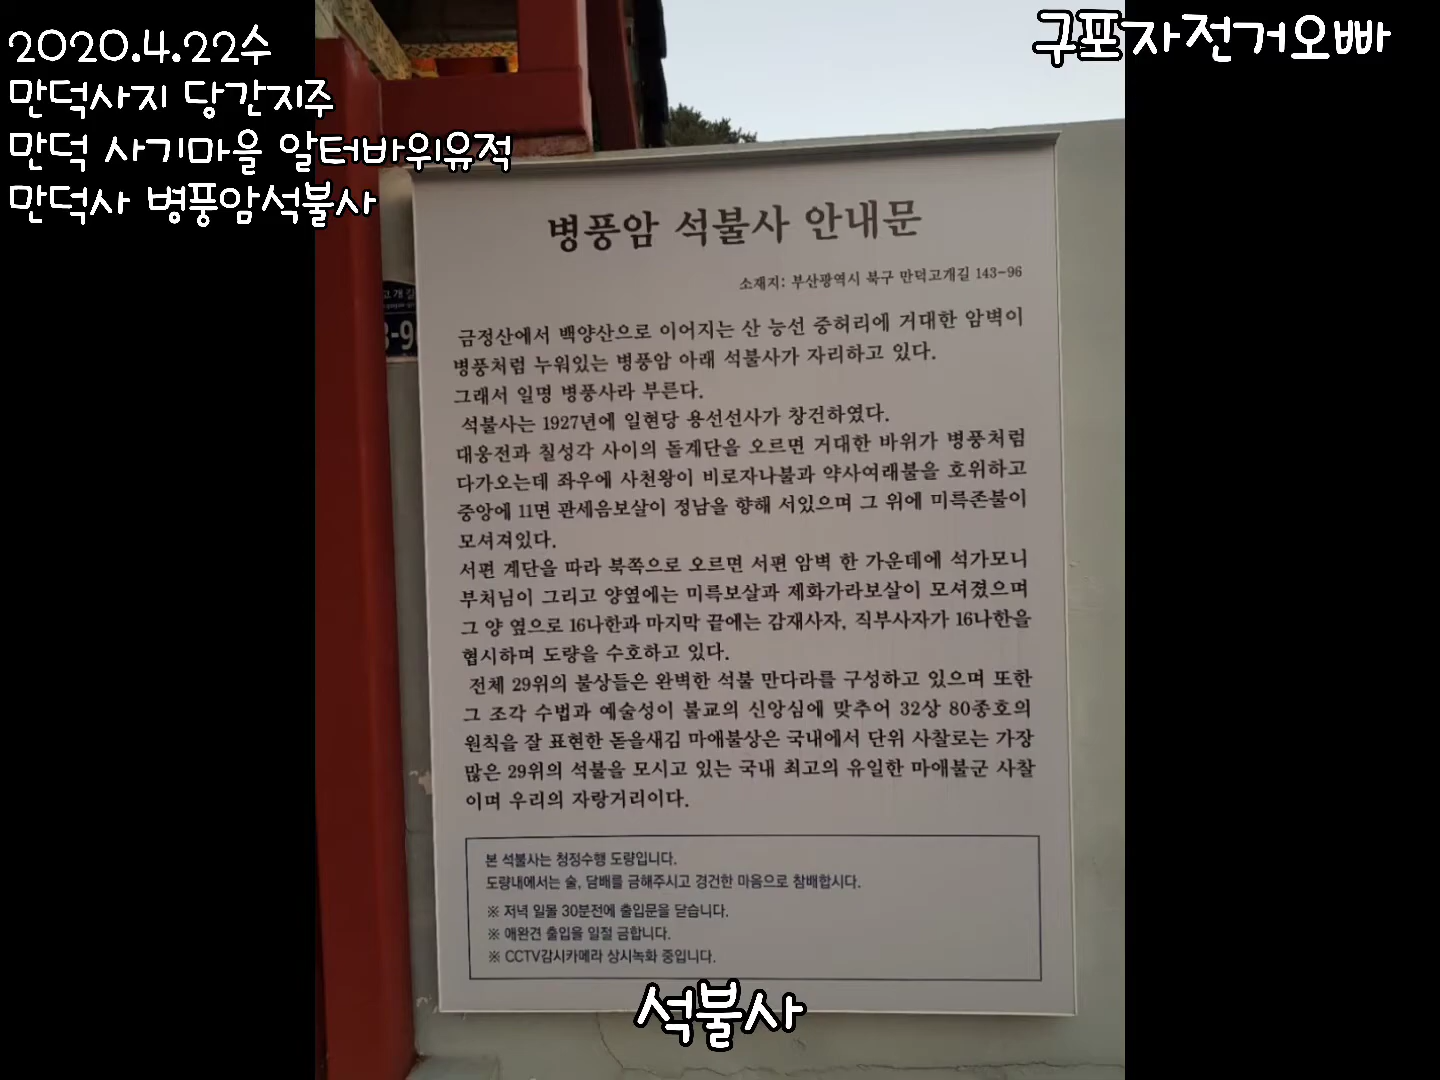 2020.4.22수
만덕사지 당간지주
만덕 사기마을 알터바위유적
만덕사 병풍암석불사
구포자전거오빠
병풍암 석불사 안내문
소재지: 부산광역시 북구 만덕고개길 143-96
금정산에서 백양산으로 이어지는 산 능선 중허리에 거대한 암벽이
병풍처럼 누워있는 병풍암 아래 석불사가 자리하고 있다.
그래서 일명 병풍사라 부른다.
석불사는 1927년에 일현당 용선선사가 창건하였다.
대웅전과 칠성각 사이의 돌계단을 오르면 거대한 바위가 병풍처럼
다가오는데 좌우에 사천왕이 비로자나불과 약사여래불을 호위하고
중앙에 11면 관세음보살이 정남을 향해 서있으며 그 위에 미륵존불이
모셔져있다.
서편 계단을 따라 북쪽으로 오르면 서편 암벽 한 가운데에 석가모니
부처님이 그리고 양옆에는 미륵보살과 제화가라보살이 모셔졌으며
그 양 옆으로 16나한과 마지막 끝에는 감재사자, 직부사자가 16나한을
협시하며 도량을 수호하고 있다.
전체 29위의 불상들은 완벽한 석불 만다라를 구성하고 있으며 또한
그 조각 수법과 예술성이 불교의 신앙심에 맞추어 32상 80종호의
원칙을 잘 표현한 돋을새김 마애불상은 국내에서 단위 사찰로는 가장
많은 29위의 석불을 모시고 있는 국내 최고의 유일한 마애불군 사찰
이며 우리의 자랑거리이다.
본 석불사는 청정수행 도량입니다.
도량내에서는 술, 담배를 금해주시고 경건한 마음으로 참배합시다.
※ 저녁 일몰 30분전에 출입문을 닫습니다.
※ 애완견 출입을 일절 금합니다.
※ CCTV감시카메라 상시녹화 중입니다.
석불사